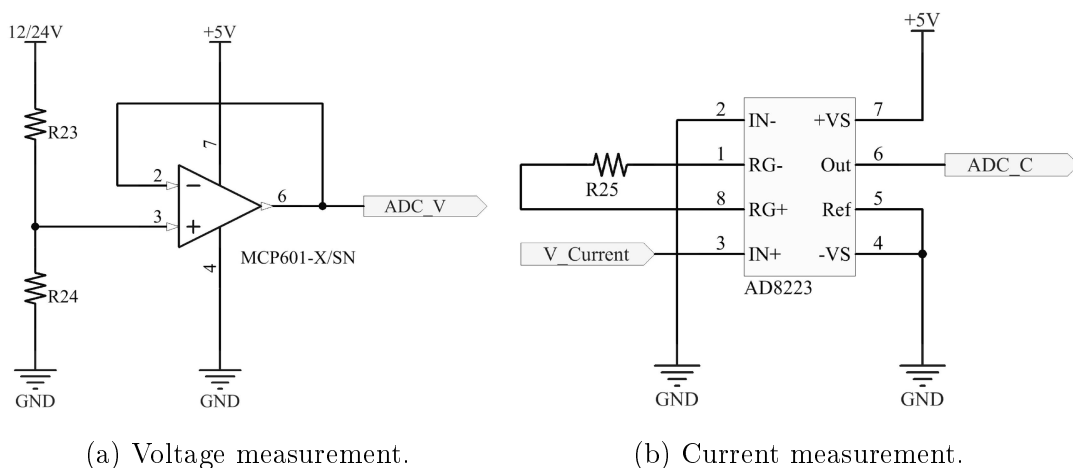 12/24V
+5V
R23
7
2
3
6
ADC_V
4
MCP601-X/SN
R24
GND
GND
(a) Voltage measurement.
+5V
2
IN-
+VS
7
1
RG-
Out
6
ADC_C
R25
8
RG+
Ref
5
V_Current
3
IN+
-VS
4
AD8223
GND
GND
(b) Current measurement.